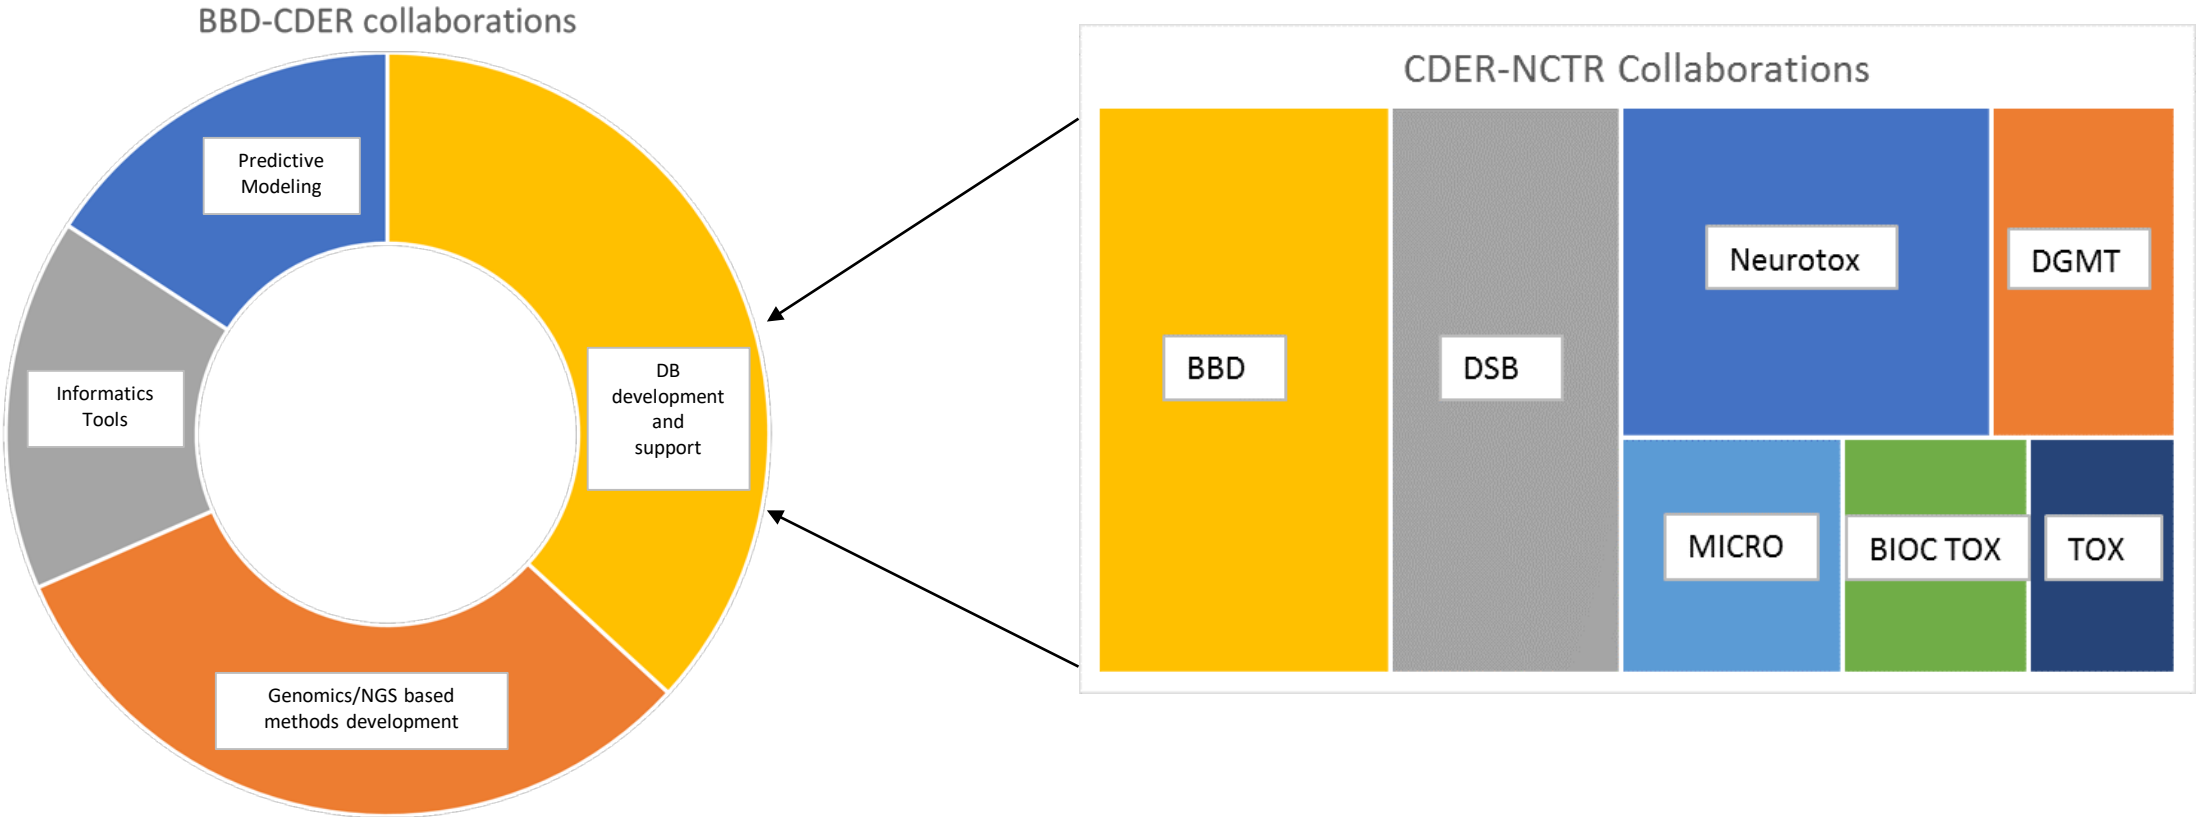 BBD-CDER collaborations
Predictive
Modeling
Informatics
Tools
DB
development
and
support
Genomics/NGS based
methods development
CDER-NCTR Collaborations
BBD
DSB
Neurotox
DGMT
MICRO
BIOC TOX
TOX